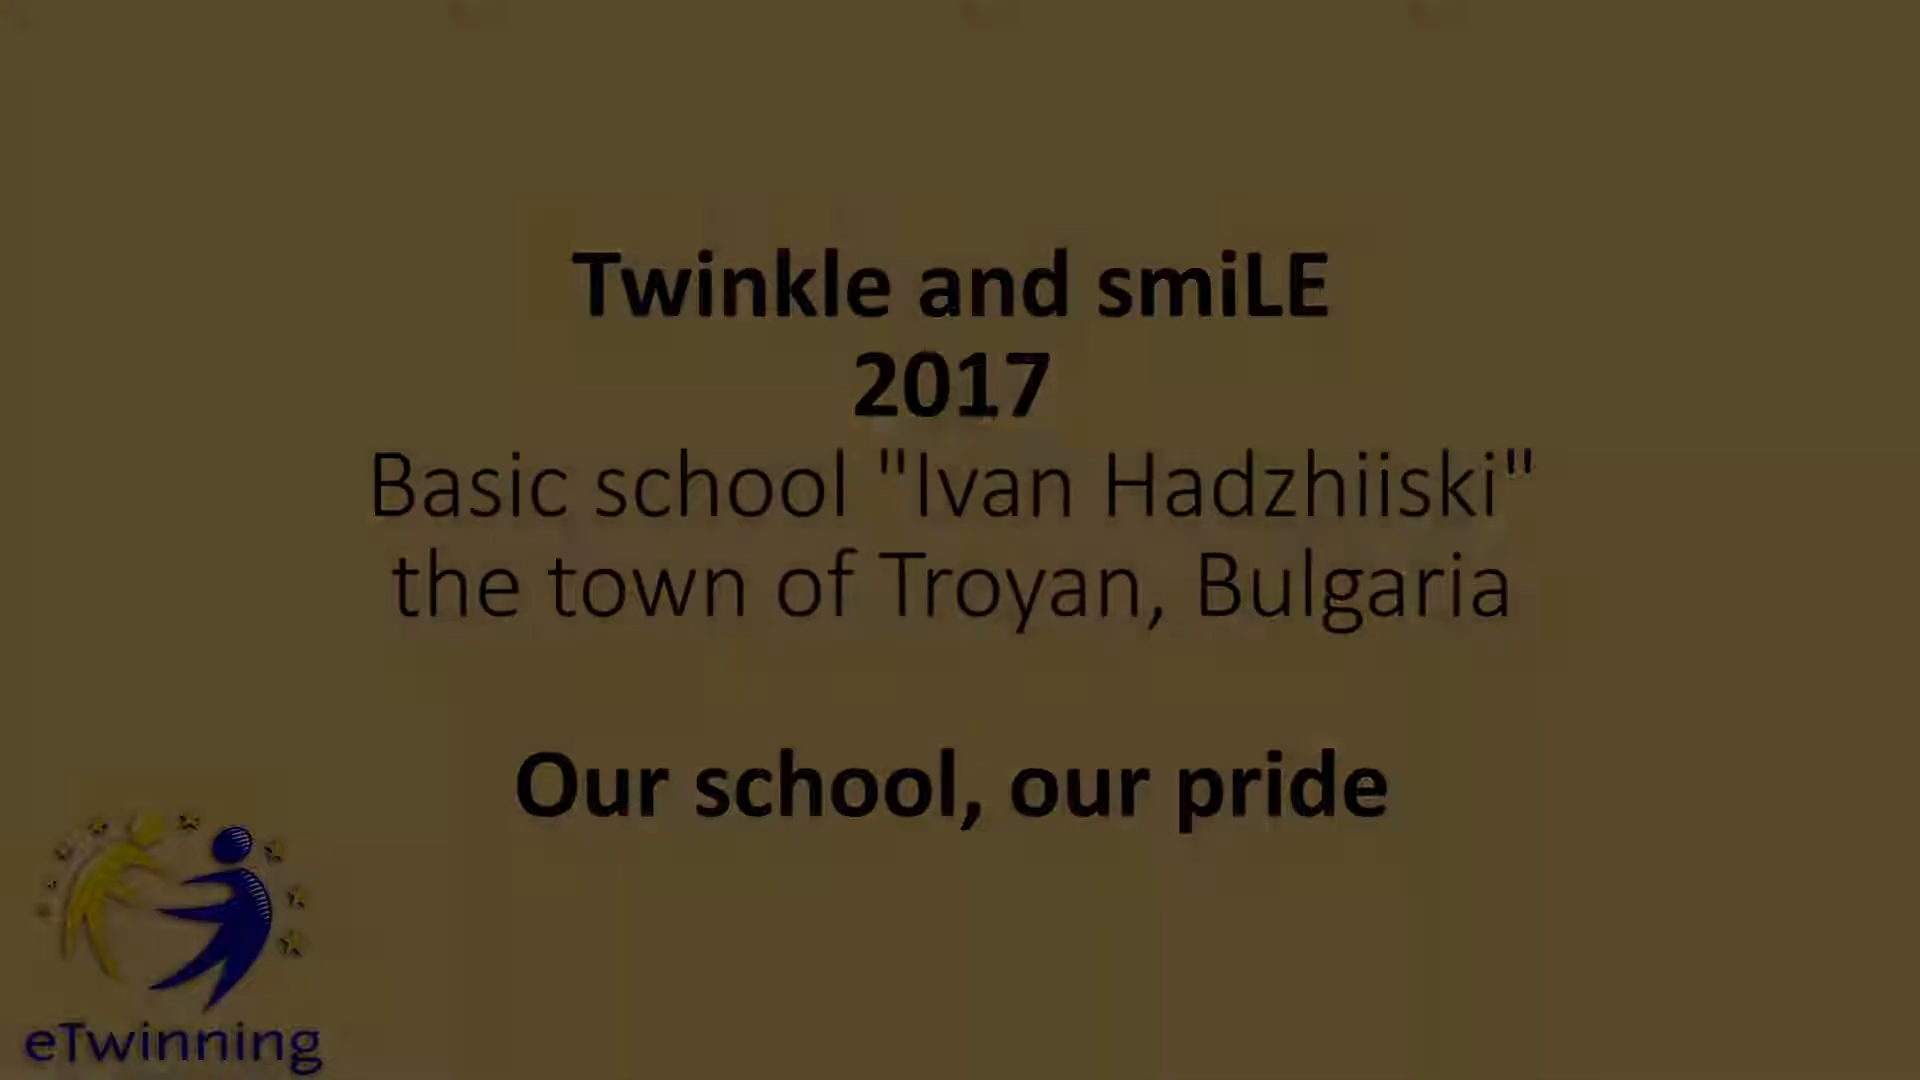 Twinkle and smiLE
2017
Basic school "Ivan Hadzhiiski"
the town of Troyan, Bulgaria
Our school, our pride
eTwinning